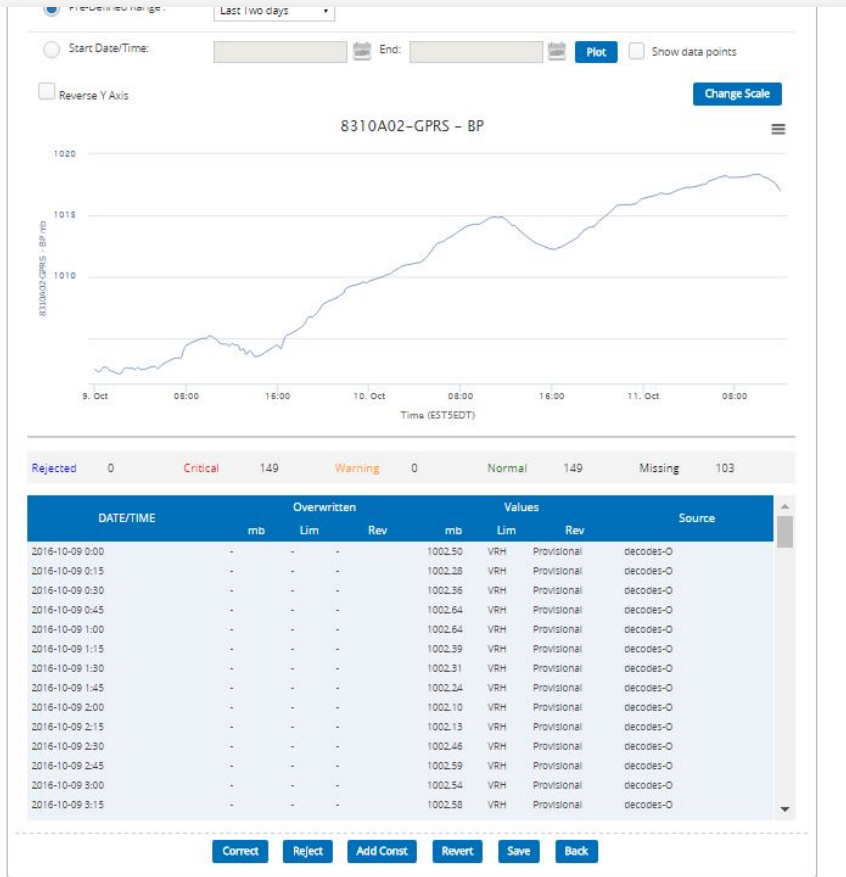 Pre-Defined Range :
Last Two days
Start Date/Time:
End:
Plot
Show data points
Reverse Y Axis
Change Scale
8310A02-GPRS - BP
1020
1015
1010
8310A02-GPRS - BP mb
9. Oct 08:00 16:00 10. Oct 08:00 16:00 11. Oct 08:00
Time (EST5EDT)
Rejected 0 Critical 149 Warning 0 Normal 149 Missing 103
DATE/TIME Overwritten Values Source
mb Lim Rev mb Lim Rev
2016-10-09 0:00 - - - 1002.50 VRH Provisional decodes-O
2016-10-09 0:15 - - - 1002.28 VRH Provisional decodes-O
2016-10-09 0:30 - - - 1002.36 VRH Provisional decodes-O
2016-10-09 0:45 - - - 1002.64 VRH Provisional decodes-O
2016-10-09 1:00 - - - 1002.64 VRH Provisional decodes-O
2016-10-09 1:15 - - - 1002.39 VRH Provisional decodes-O
2016-10-09 1:30 - - - 1002.31 VRH Provisional decodes-O
2016-10-09 1:45 - - - 1002.24 VRH Provisional decodes-O
2016-10-09 2:00 - - - 1002.10 VRH Provisional decodes-O
2016-10-09 2:15 - - - 1002.13 VRH Provisional decodes-O
2016-10-09 2:30 - - - 1002.46 VRH Provisional decodes-O
2016-10-09 2:45 - - - 1002.59 VRH Provisional decodes-O
2016-10-09 3:00 - - - 1002.54 VRH Provisional decodes-O
2016-10-09 3:15 - - - 1002.58 VRH Provisional decodes-O
Correct Reject Add Const Revert Save Back